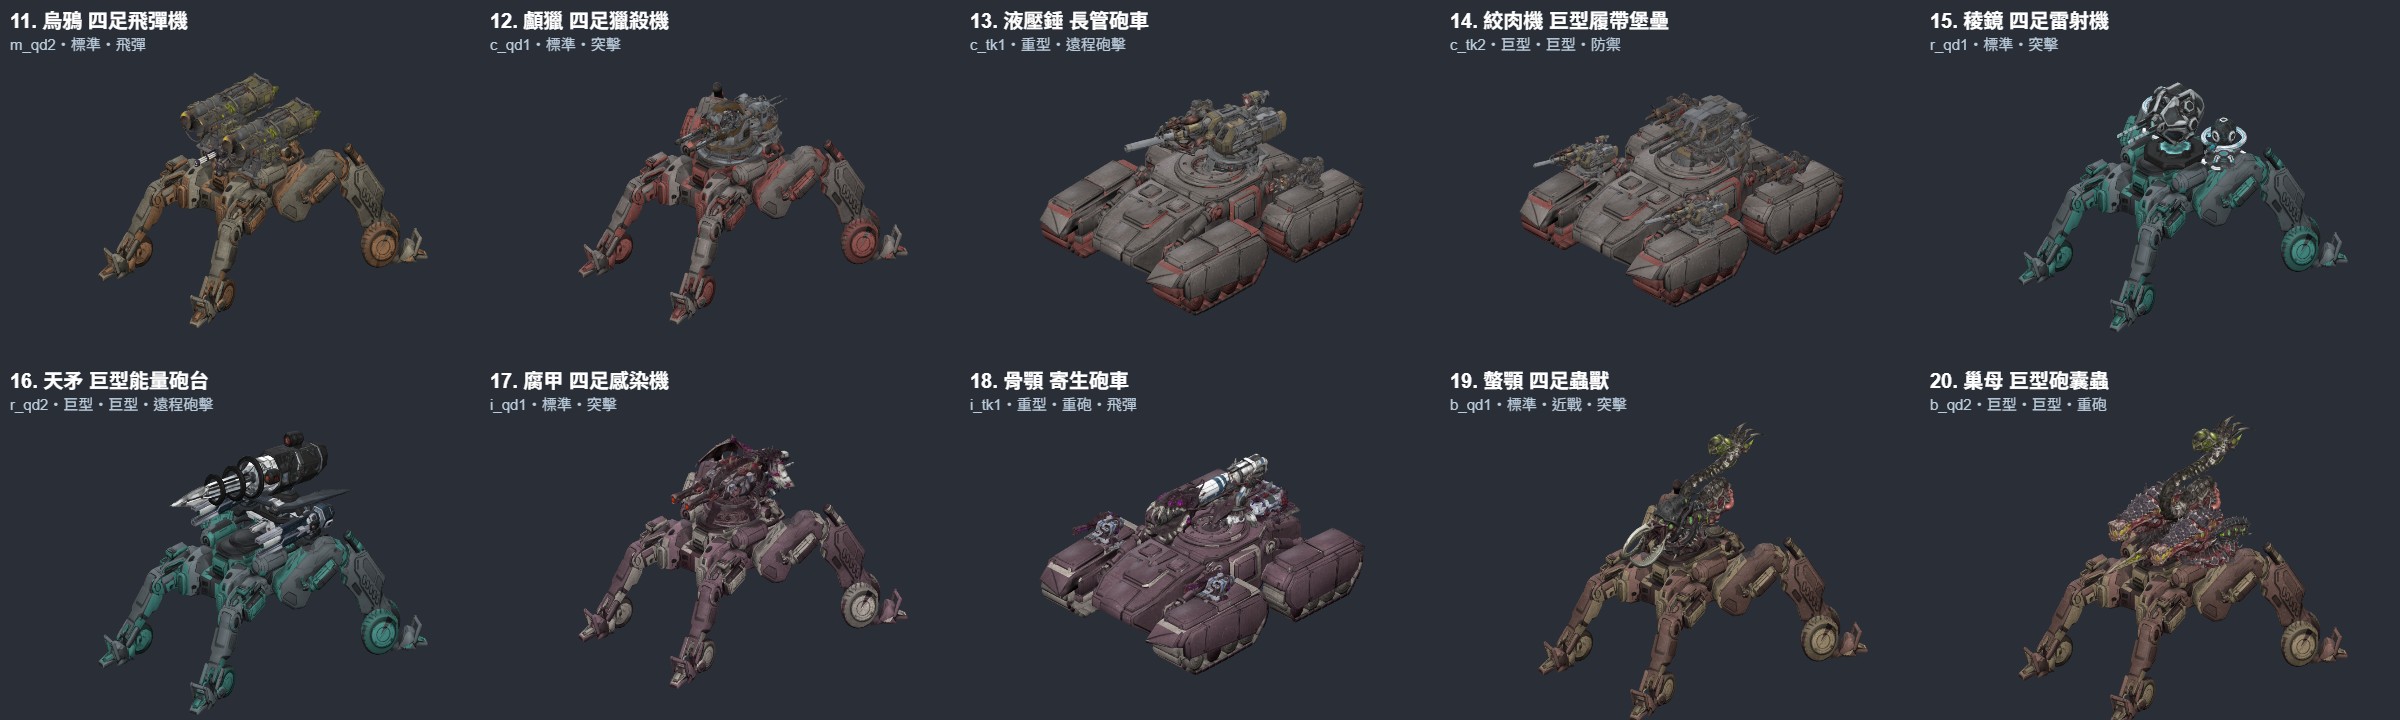 11. 烏鴉 四足飛彈機
m_qd2・標準・飛彈
12. 顱獵 四足獵殺機
c_qd1・標準・突擊
13. 液壓錘 長管砲車
c_tk1・重型・遠程砲擊
14. 絞肉機 巨型履帶堡壘
c_tk2・巨型・巨型・防禦
15. 稜鏡 四足雷射機
r_qd1・標準・突擊
16. 天矛 巨型能量砲台
r_qd2・巨型・巨型・遠程砲擊
17. 腐甲 四足感染機
i_qd1・標準・突擊
18. 骨顎 寄生砲車
i_tk1・重型・重砲・飛彈
19. 螯顎 四足蟲獸
b_qd1・標準・近戰・突擊
20. 巢母 巨型砲囊蟲
b_qd2・巨型・巨型・重砲